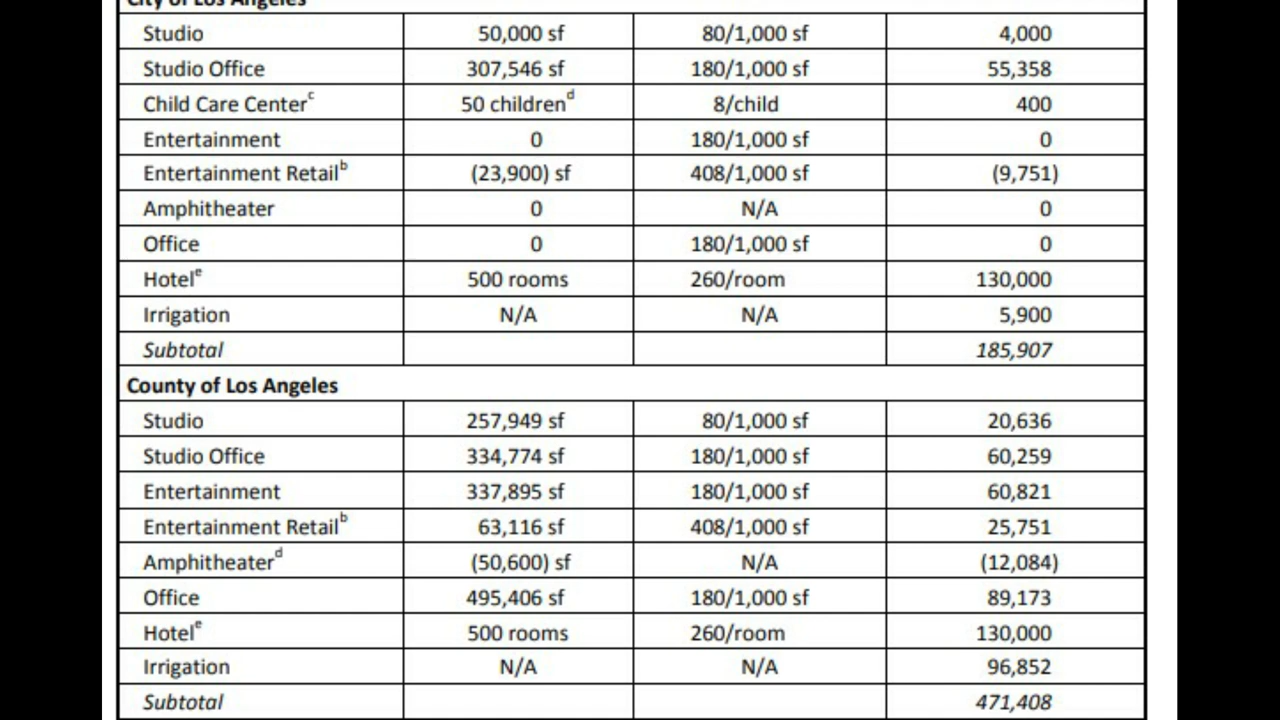 City of Los Angeles
Studio 50,000 sf 80/1,000 sf 4,000
Studio Office 307,546 sf 180/1,000 sf 55,358
Child Care Center^c 50 children^d 8/child 400
Entertainment 0 180/1,000 sf 0
Entertainment Retail^b (23,900) sf 408/1,000 sf (9,751)
Amphitheater 0 N/A 0
Office 0 180/1,000 sf 0
Hotel^e 500 rooms 260/room 130,000
Irrigation N/A N/A 5,900
Subtotal 185,907
County of Los Angeles
Studio 257,949 sf 80/1,000 sf 20,636
Studio Office 334,774 sf 180/1,000 sf 60,259
Entertainment 337,895 sf 180/1,000 sf 60,821
Entertainment Retail^b 63,116 sf 408/1,000 sf 25,751
Amphitheater^d (50,600) sf N/A (12,084)
Office 495,406 sf 180/1,000 sf 89,173
Hotel^e 500 rooms 260/room 130,000
Irrigation N/A N/A 96,852
Subtotal 471,408